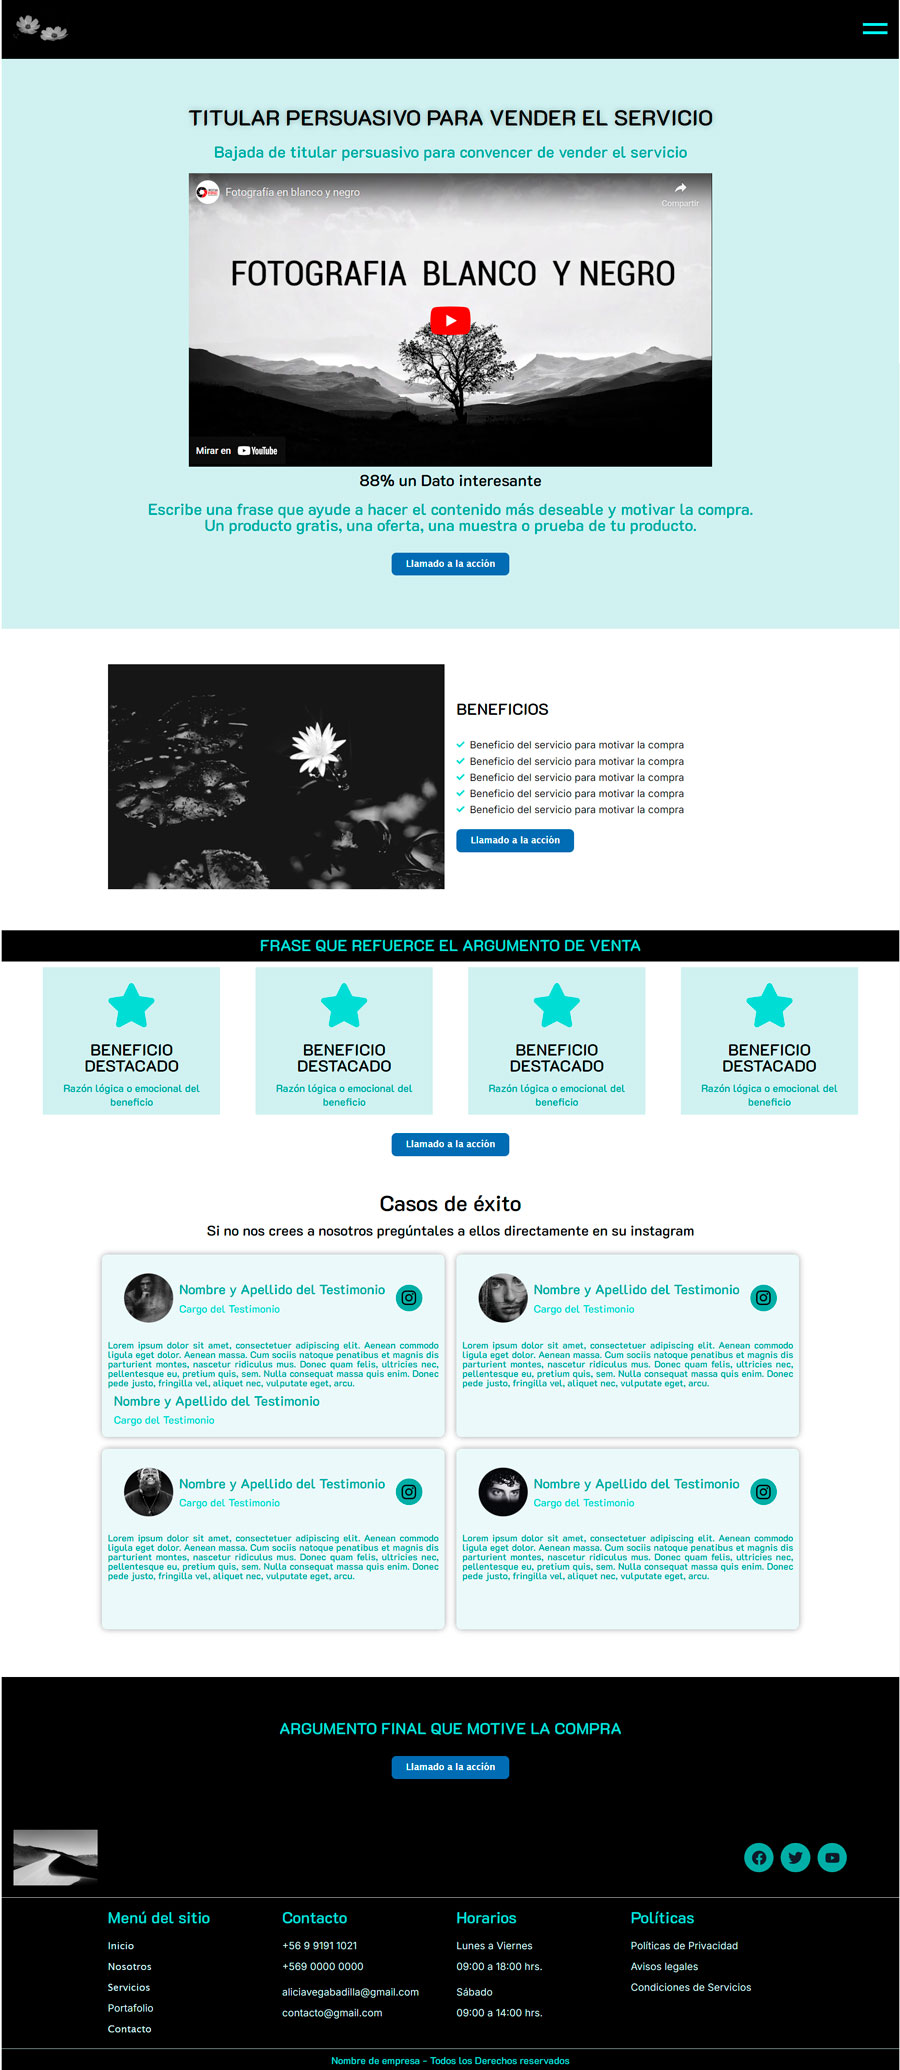 TITULAR PERSUASIVO PARA VENDER EL SERVICIO
Bajada de titular persuasivo para convencer de vender el servicio
Fotografía en blanco y negro
Compartir
FOTOGRAFIA BLANCO Y NEGRO
Mirar en YouTube
88% un Dato interesante
Escribe una frase que ayude a hacer el contenido más deseable y motivar la compra.
Un producto gratis, una oferta, una muestra o prueba de tu producto.
Llamado a la acción
BENEFICIOS
Beneficio del servicio para motivar la compra
Beneficio del servicio para motivar la compra
Beneficio del servicio para motivar la compra
Beneficio del servicio para motivar la compra
Beneficio del servicio para motivar la compra
Llamado a la acción
FRASE QUE REFUERCE EL ARGUMENTO DE VENTA
BENEFICIO
DESTACADO
Razón lógica o emocional del
beneficio
BENEFICIO
DESTACADO
Razón lógica o emocional del
beneficio
BENEFICIO
DESTACADO
Razón lógica o emocional del
beneficio
BENEFICIO
DESTACADO
Razón lógica o emocional del
beneficio
Llamado a la acción
Casos de éxito
Si no nos crees a nosotros pregúntales a ellos directamente en su instagram
Nombre y Apellido del Testimonio
Cargo del Testimonio
Lorem ipsum dolor sit amet, consectetuer adipiscing elit. Aenean commodo
ligula eget dolor. Aenean massa. Cum sociis natoque penatibus et magnis dis
parturient montes, nascetur ridiculus mus. Donec quam felis, ultricies nec,
pellentesque eu, pretium quis, sem. Nulla consequat massa quis enim. Donec
pede justo, fringilla vel, aliquet nec, vulputate eget, arcu.
Nombre y Apellido del Testimonio
Cargo del Testimonio
Nombre y Apellido del Testimonio
Cargo del Testimonio
Lorem ipsum dolor sit amet, consectetuer adipiscing elit. Aenean commodo
ligula eget dolor. Aenean massa. Cum sociis natoque penatibus et magnis dis
parturient montes, nascetur ridiculus mus. Donec quam felis, ultricies nec,
pellentesque eu, pretium quis, sem. Nulla consequat massa quis enim. Donec
pede justo, fringilla vel, aliquet nec, vulputate eget, arcu.
Nombre y Apellido del Testimonio
Cargo del Testimonio
Lorem ipsum dolor sit amet, consectetuer adipiscing elit. Aenean commodo
ligula eget dolor. Aenean massa. Cum sociis natoque penatibus et magnis dis
parturient montes, nascetur ridiculus mus. Donec quam felis, ultricies nec,
pellentesque eu, pretium quis, sem. Nulla consequat massa quis enim. Donec
pede justo, fringilla vel, aliquet nec, vulputate eget, arcu.
Nombre y Apellido del Testimonio
Cargo del Testimonio
Lorem ipsum dolor sit amet, consectetuer adipiscing elit. Aenean commodo
ligula eget dolor. Aenean massa. Cum sociis natoque penatibus et magnis dis
parturient montes, nascetur ridiculus mus. Donec quam felis, ultricies nec,
pellentesque eu, pretium quis, sem. Nulla consequat massa quis enim. Donec
pede justo, fringilla vel, aliquet nec, vulputate eget, arcu.
ARGUMENTO FINAL QUE MOTIVE LA COMPRA
Llamado a la acción
Menú del sitio
Inicio
Nosotros
Servicios
Portafolio
Contacto
Contacto
+56 9 9191 1021
+569 0000 0000
aliciavegabadilla@gmail.com
contacto@gmail.com
Horarios
Lunes a Viernes
09:00 a 18:00 hrs.
Sábado
09:00 a 14:00 hrs.
Políticas
Políticas de Privacidad
Avisos legales
Condiciones de Servicios
Nombre de empresa - Todos los Derechos reservados